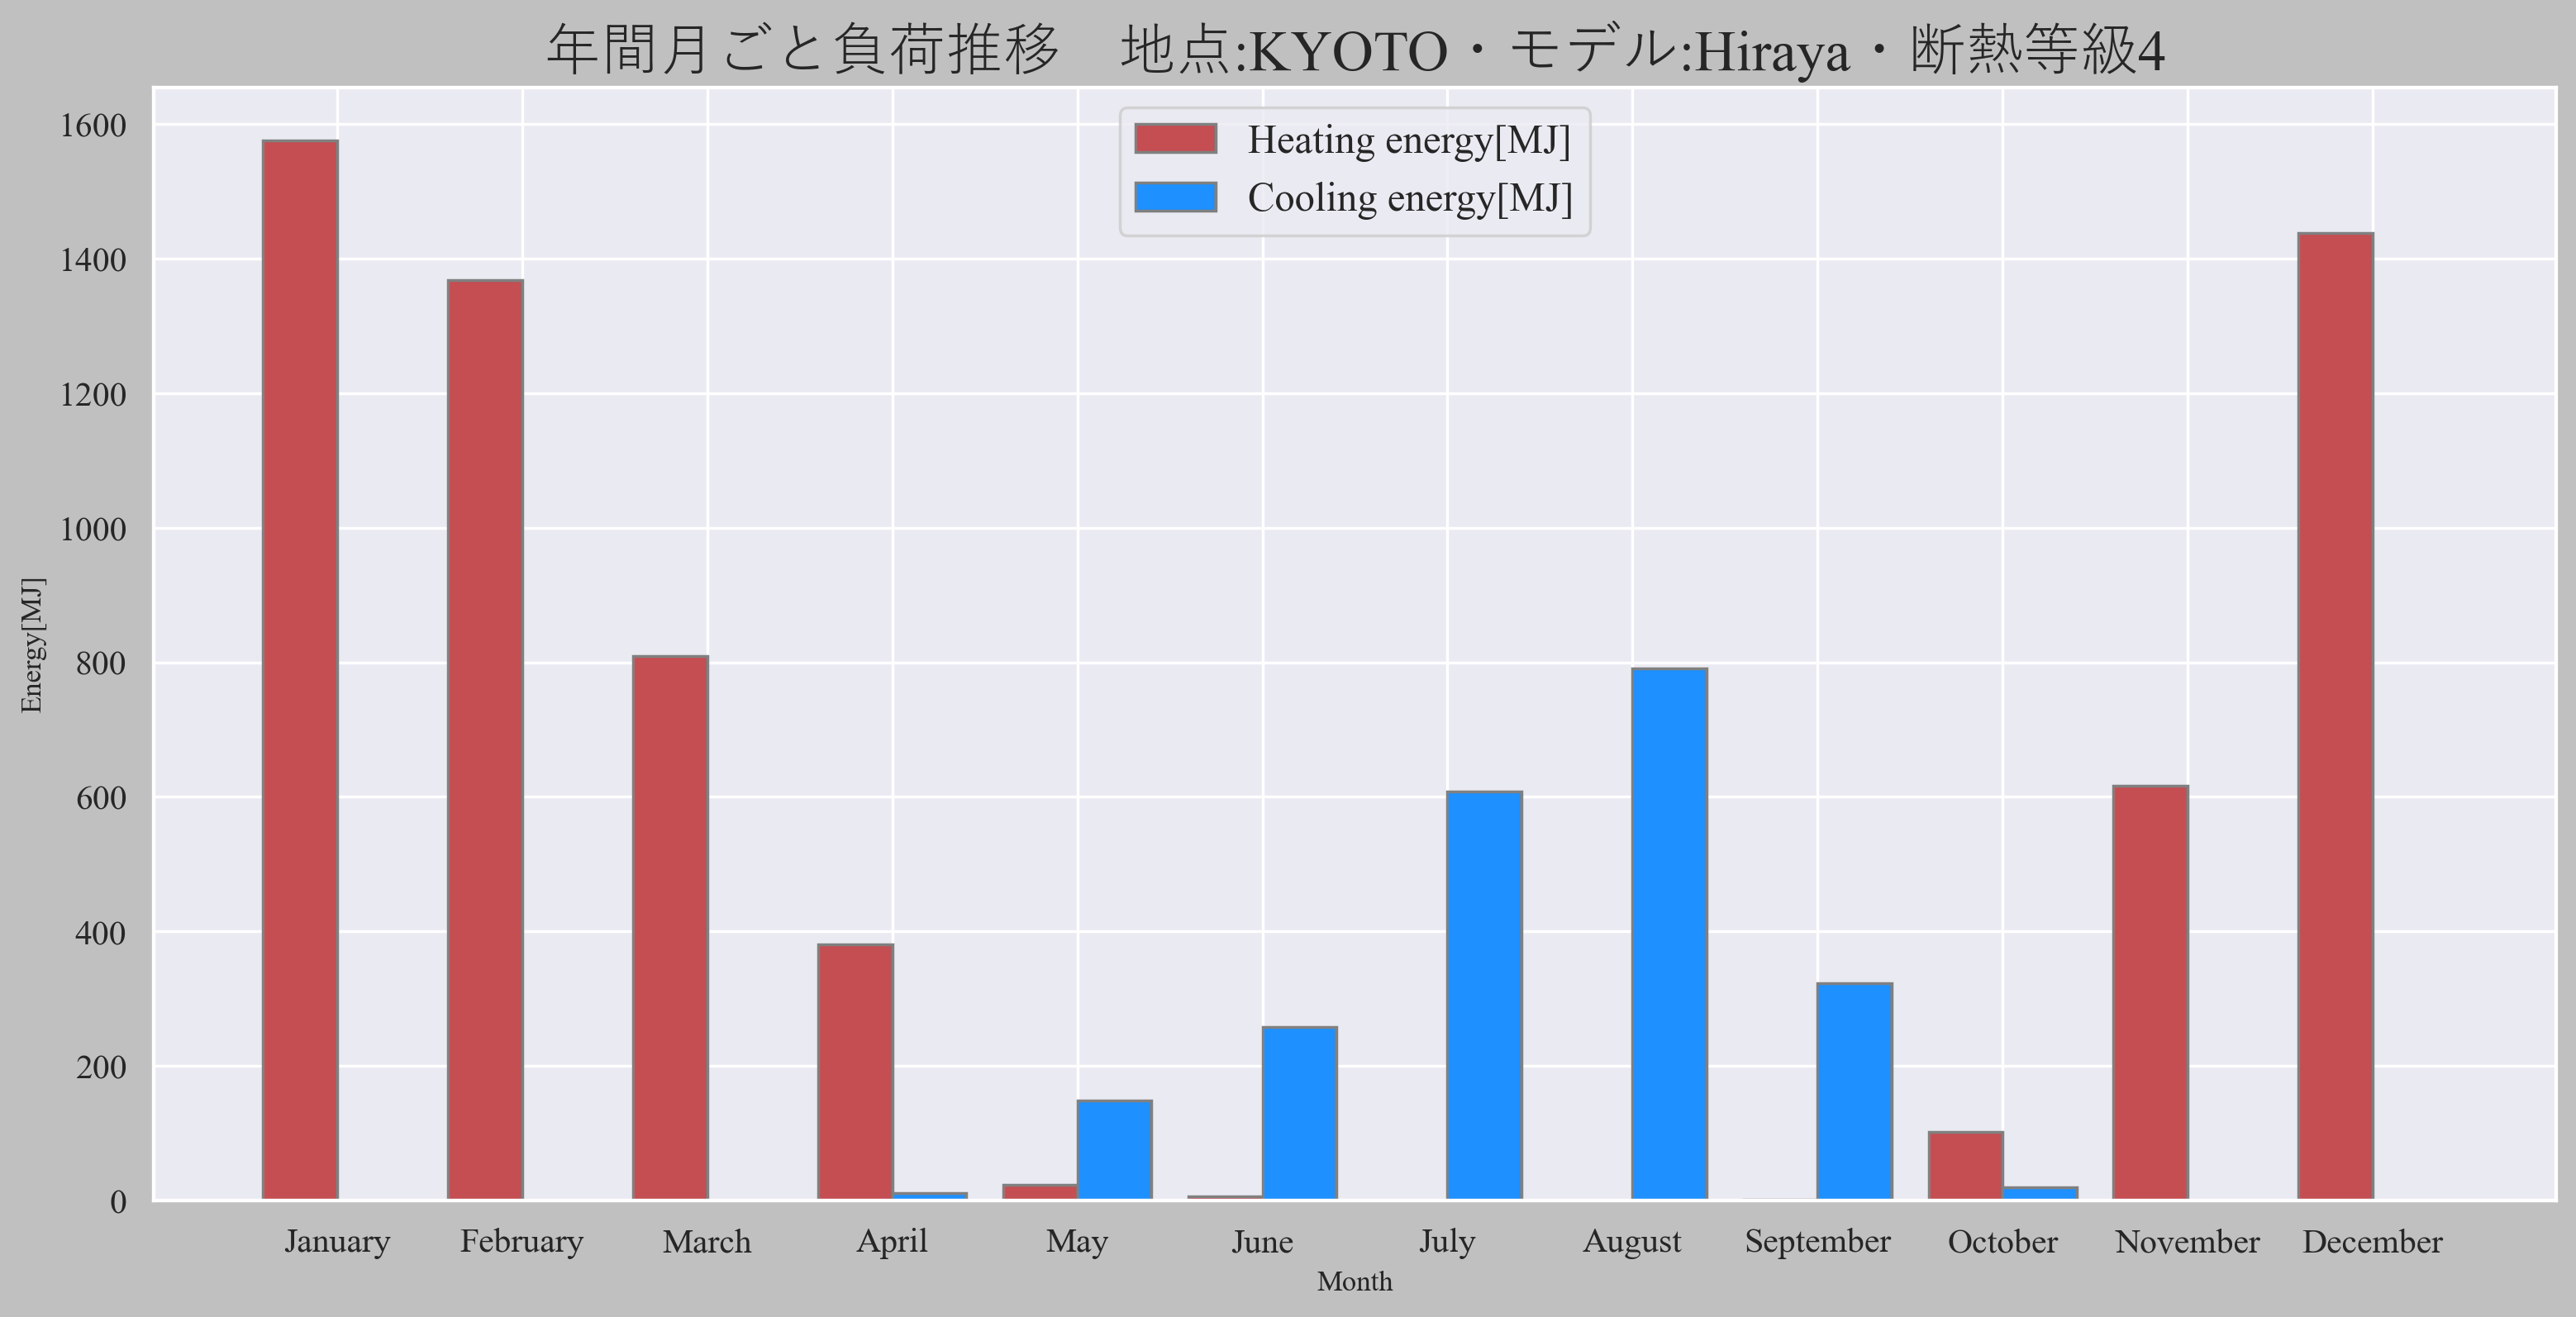 年間月ごと負荷推移　地点:KYOTO・モデル:Hiraya・断熱等級4
Heating energy[MJ]
Cooling energy[MJ]
1600
1400
1200
1000
800
600
400
200
0
Energy[MJ]
January February March April May June July August September October November December
Month